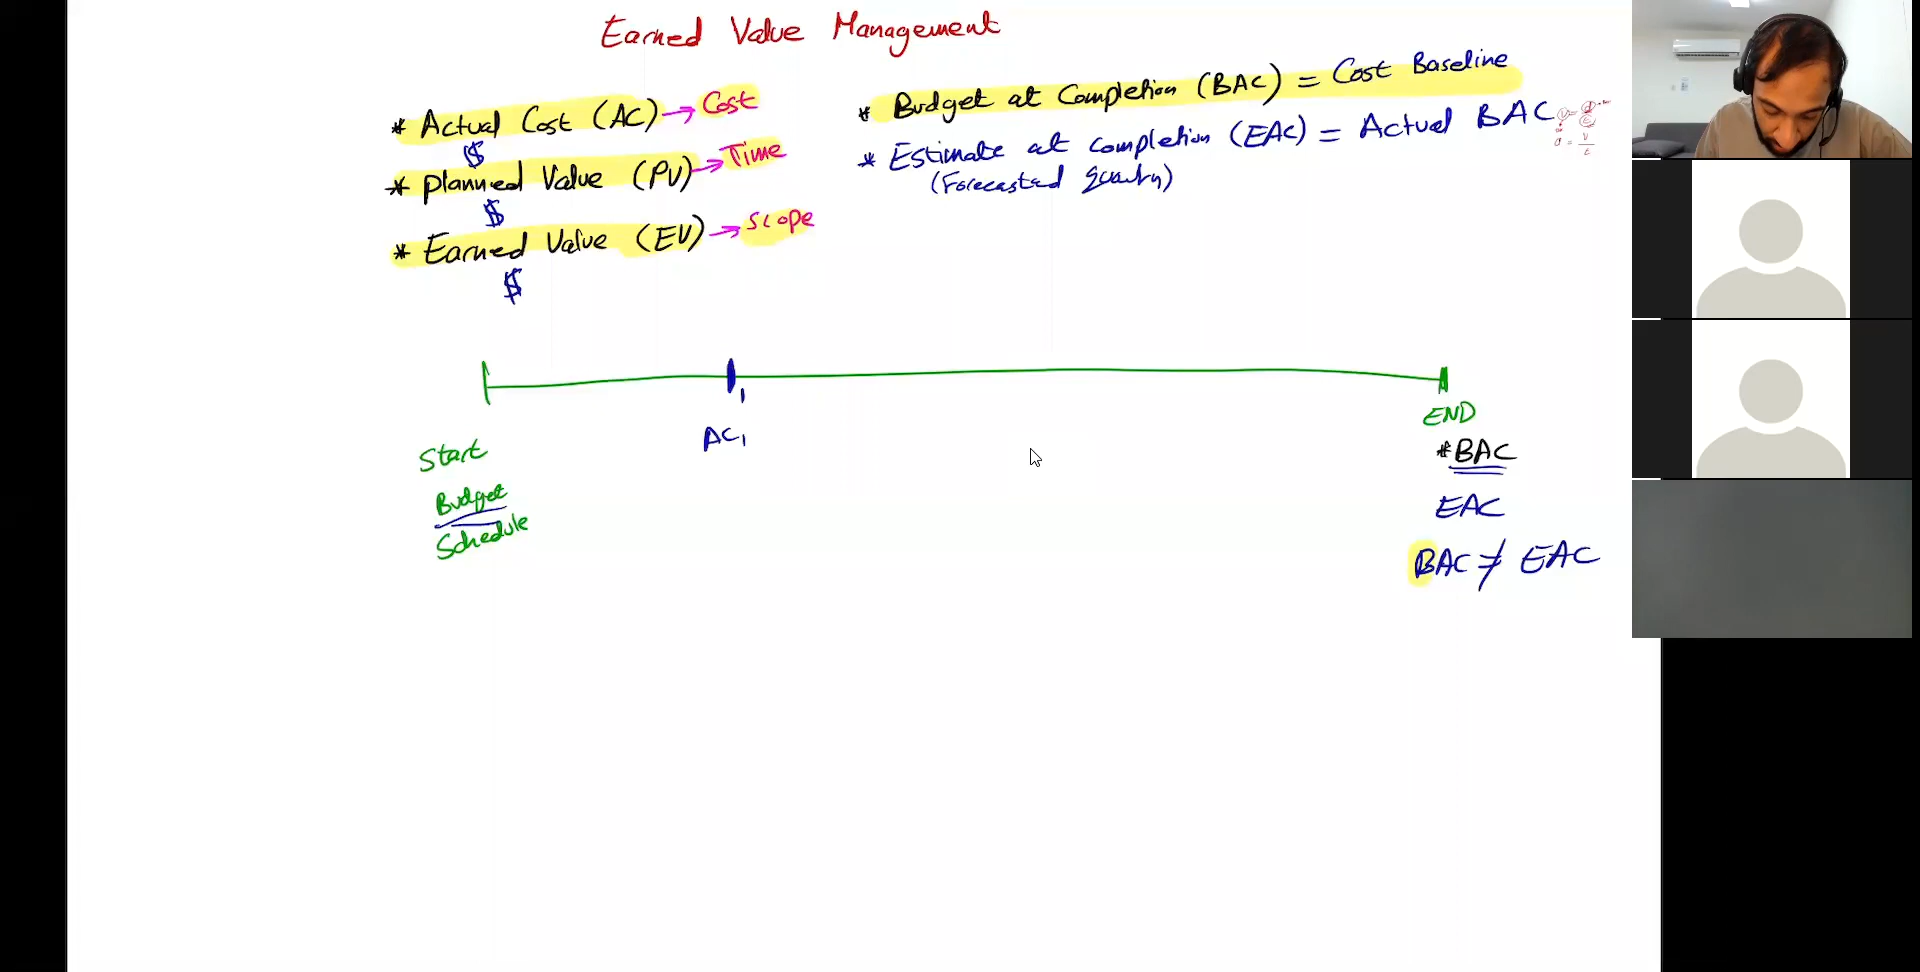 Earned Value Management
* Actual Cost (AC) → Cost
$
* Planned Value (PV) → Time
$
* Earned Value (EV) → Scope
$
* Budget at Completion (BAC) = Cost Baseline
* Estimate at completion (EAC) = Actual BAC
(Forecasted
1
AC1
Start
Budget
Schedule
END
*BAC
EAC
BAC ≠ EAC